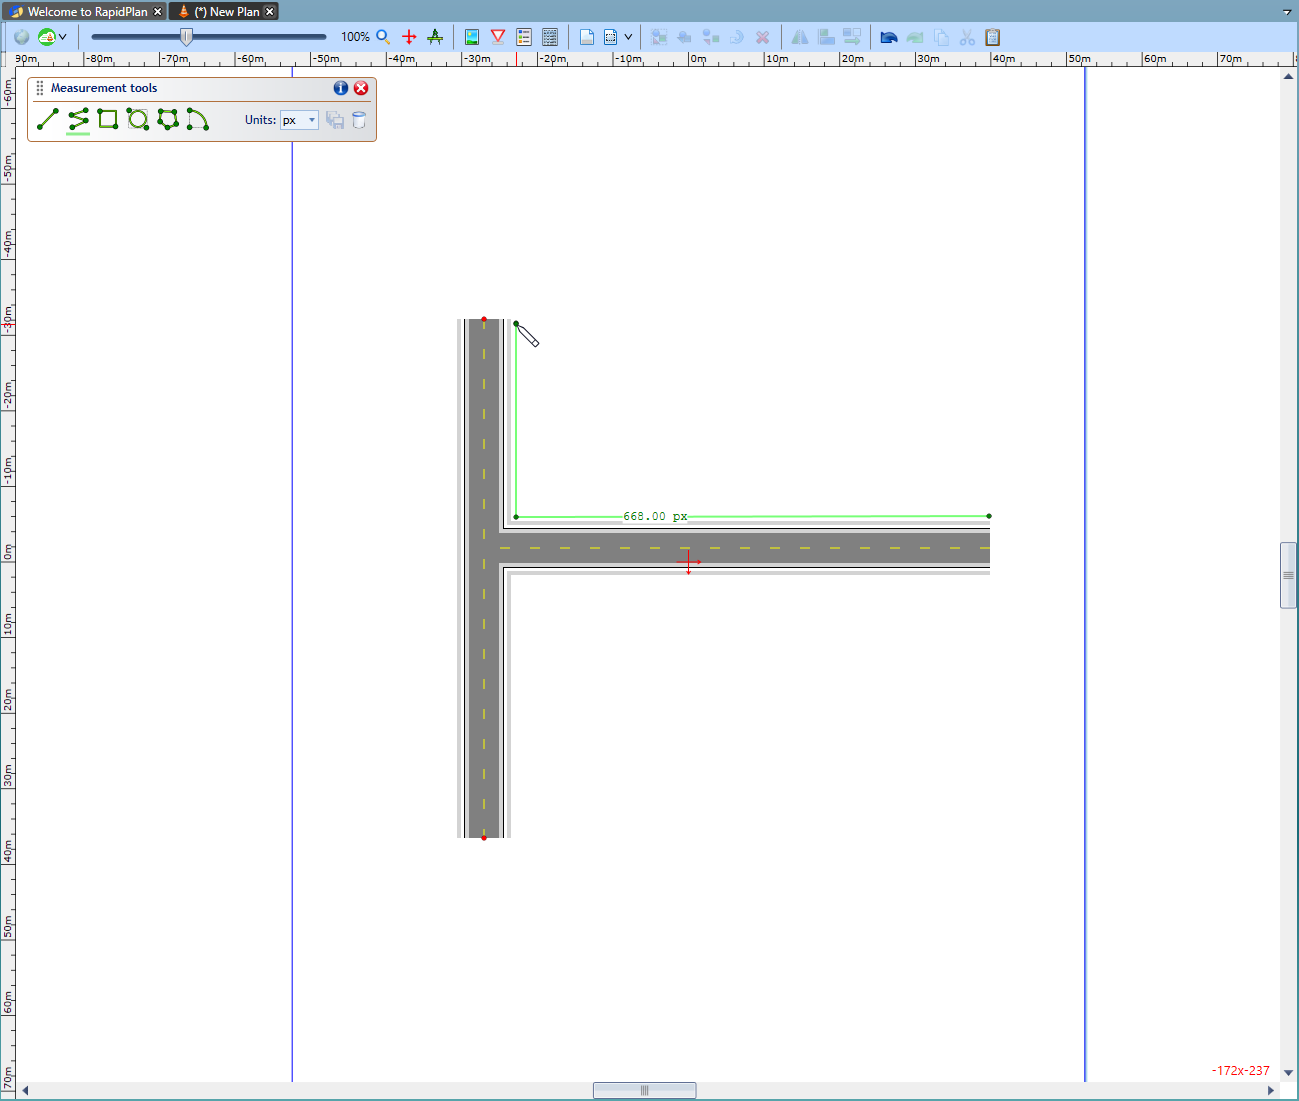 Welcome to RapidPlan
(*) New Plan
100%
90m -80m -70m -60m -50m -40m -30m -20m -10m 0m 10m 20m 30m 40m 50m 60m 70m
Measurement tools
Units: px
-60m
-50m
-40m
-30m
-20m
-10m
0m
10m
20m
30m
40m
50m
60m
70m
668.00 px
-172x-237